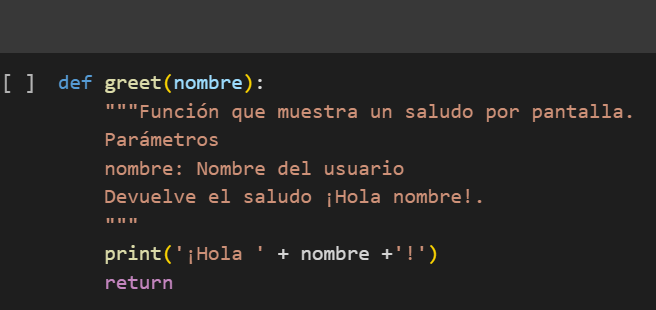 [ ] def greet(nombre):
"""Función que muestra un saludo por pantalla.
Parámetros
nombre: Nombre del usuario
Devuelve el saludo ¡Hola nombre!.
"""
print('¡Hola ' + nombre +'!')
return